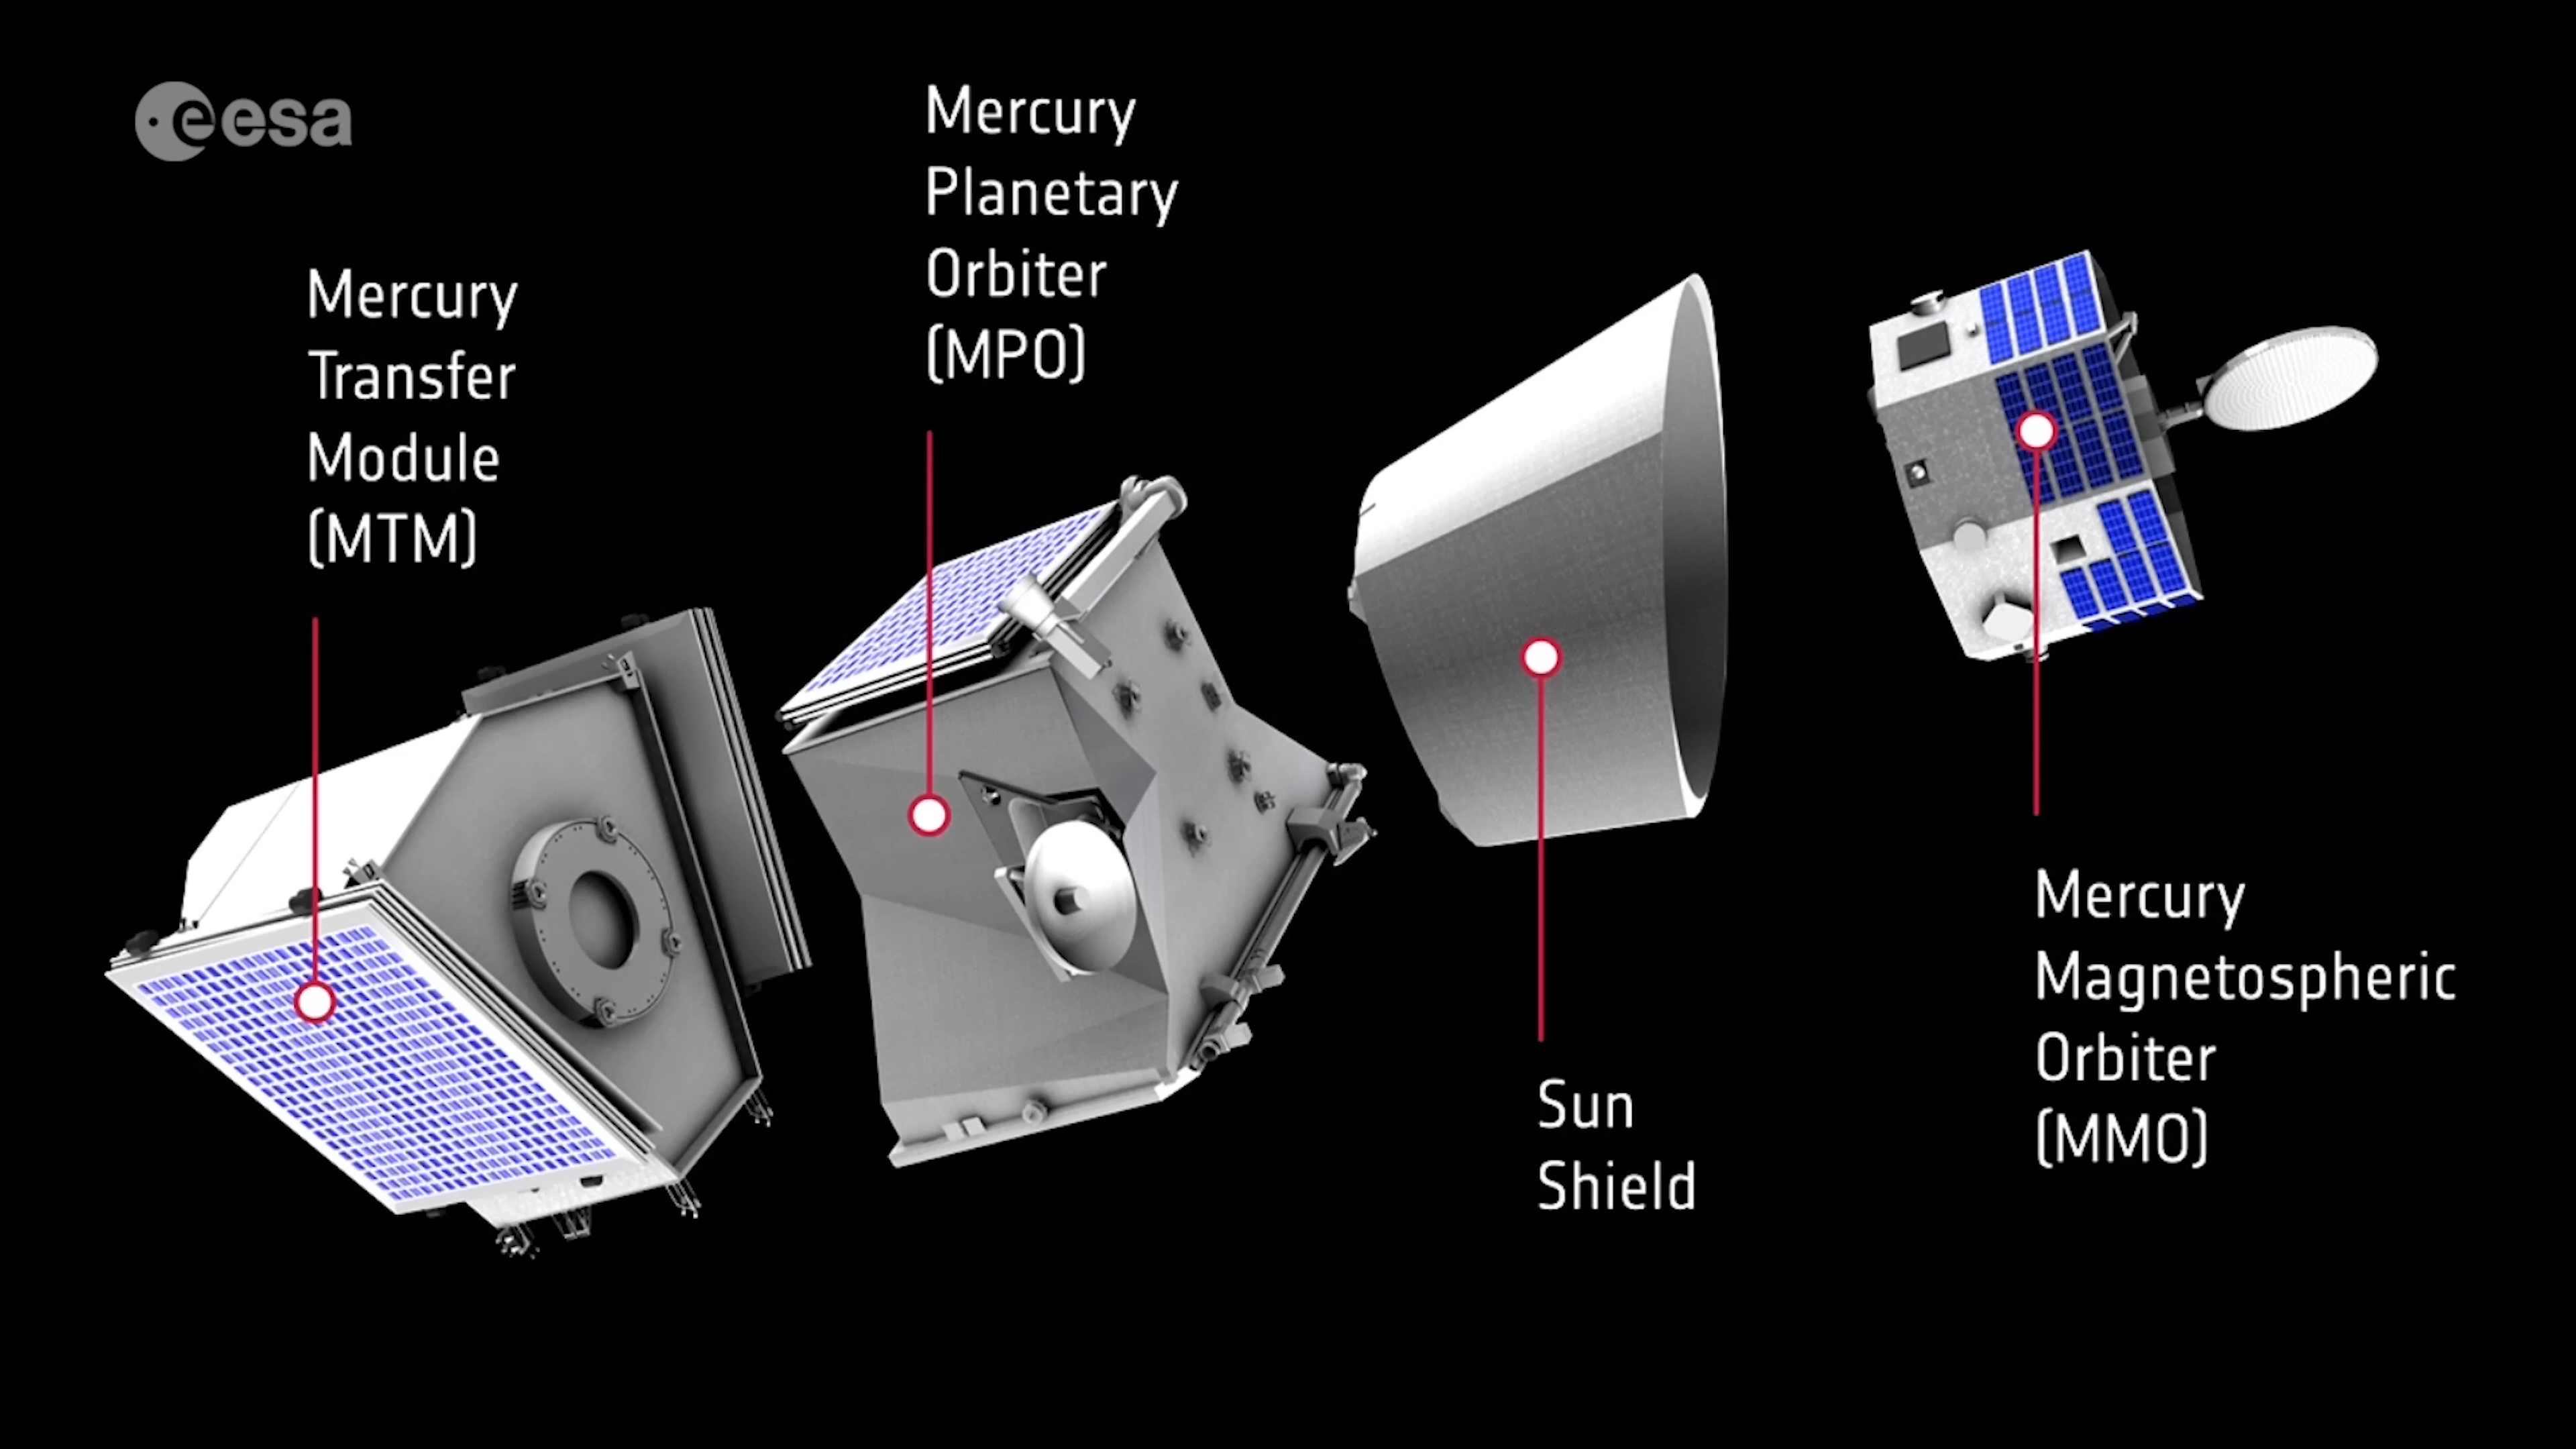 esa
Mercury
Transfer
Module
(MTM)
Mercury
Planetary
Orbiter
(MPO)
Sun
Shield
Mercury
Magnetospheric
Orbiter
(MMO)